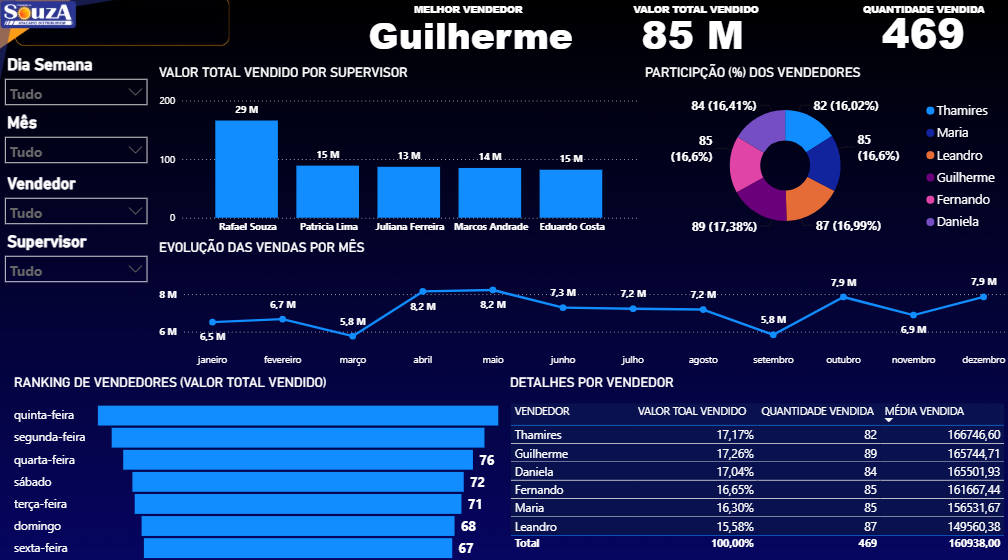 SOUZA
ATACADO DISTRIBUIDOR
MELHOR VENDEDOR
Guilherme
VALOR TOTAL VENDIDO
85 M
QUANTIDADE VENDIDA
469
Dia Semana
Tudo
Mês
Tudo
Vendedor
Tudo
Supervisor
Tudo
VALOR TOTAL VENDIDO POR SUPERVISOR
200
100
0
29 M
15 M
13 M
14 M
15 M
Rafael Souza
Patrícia Lima
Juliana Ferreira
Marcos Andrade
Eduardo Costa
PARTICIPÇÃO (%) DOS VENDEDORES
84 (16,41%)
82 (16,02%)
85
(16,6%)
85
(16,6%)
89 (17,38%)
87 (16,99%)
Thamires
Maria
Leandro
Guilherme
Fernando
Daniela
EVOLUÇÃO DAS VENDAS POR MÊS
8 M
6 M
6,5 M
6,7 M
5,8 M
8,2 M
8,2 M
7,3 M
7,2 M
7,2 M
5,8 M
7,9 M
6,9 M
7,9 M
janeiro
fevereiro
março
abril
maio
junho
julho
agosto
setembro
outubro
novembro
dezembro
RANKING DE VENDEDORES (VALOR TOTAL VENDIDO)
quinta-feira
segunda-feira
quarta-feira 76
sábado 72
terça-feira 71
domingo 68
sexta-feira 67
DETALHES POR VENDEDOR
VENDEDOR VALOR TOAL VENDIDO QUANTIDADE VENDIDA MÉDIA VENDIDA
Thamires 17,17% 82 166746,60
Guilherme 17,26% 89 165744,71
Daniela 17,04% 84 165501,93
Fernando 16,65% 85 161667,44
Maria 16,30% 85 156531,67
Leandro 15,58% 87 149560,38
Total 100,00% 469 160938,00